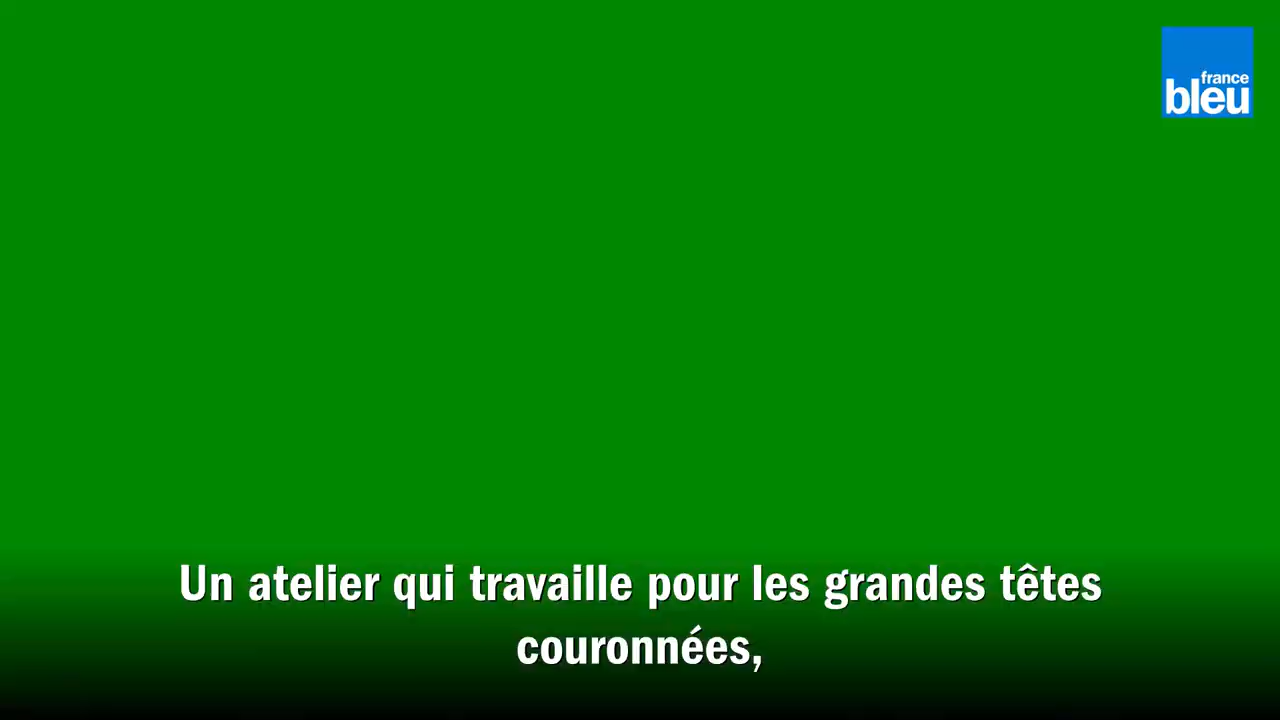 france
bleu
Un atelier qui travaille pour les grandes têtes
couronnées,